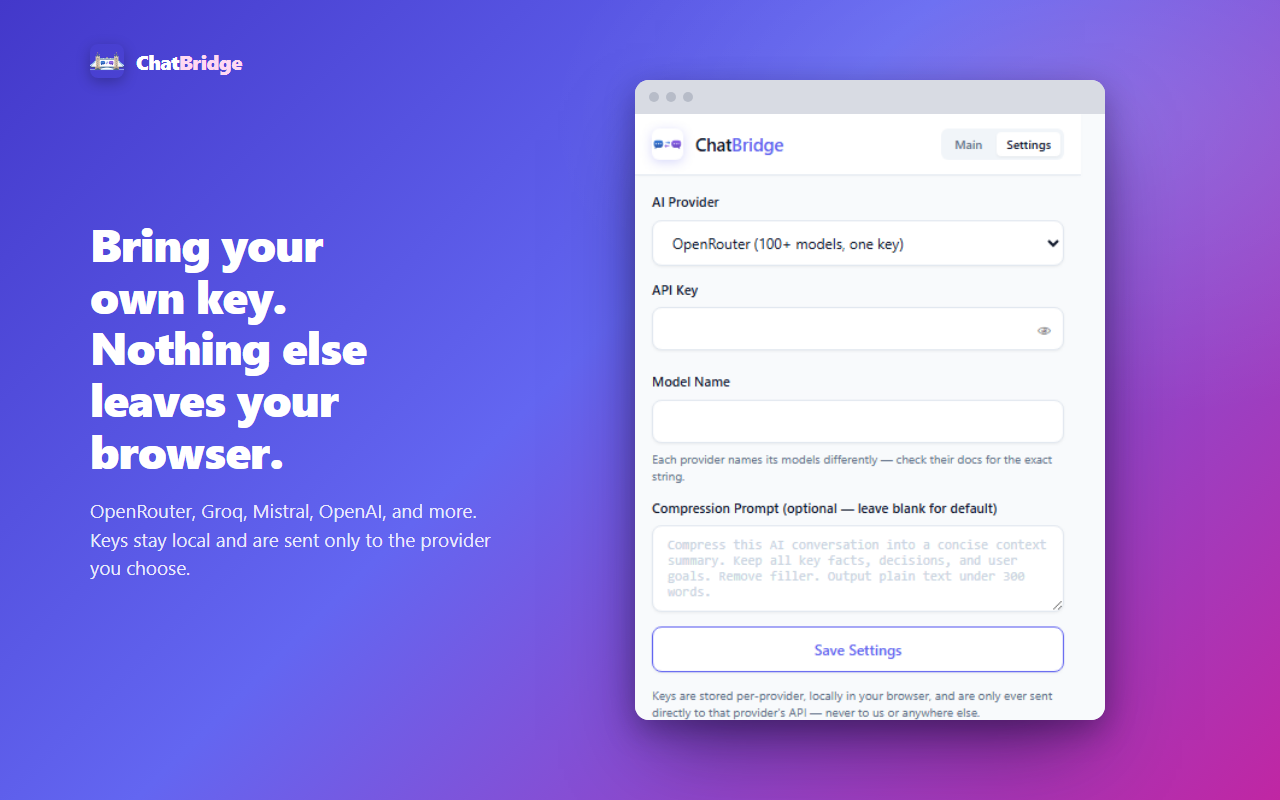 ChatBridge
Bring your
own key.
Nothing else
leaves your
browser.
OpenRouter, Groq, Mistral, OpenAI, and more.
Keys stay local and are sent only to the provider
you choose.
ChatBridge
Main
Settings
AI Provider
OpenRouter (100+ models, one key)
API Key
Model Name
Each provider names its models differently — check their docs for the exact
string.
Compression Prompt (optional — leave blank for default)
Compress this AI conversation into a concise context
summary. Keep all key facts, decisions, and user
goals. Remove filler. Output plain text under 300
words.
Save Settings
Keys are stored per-provider, locally in your browser, and are only ever sent
directly to that provider's API — never to us or anywhere else.